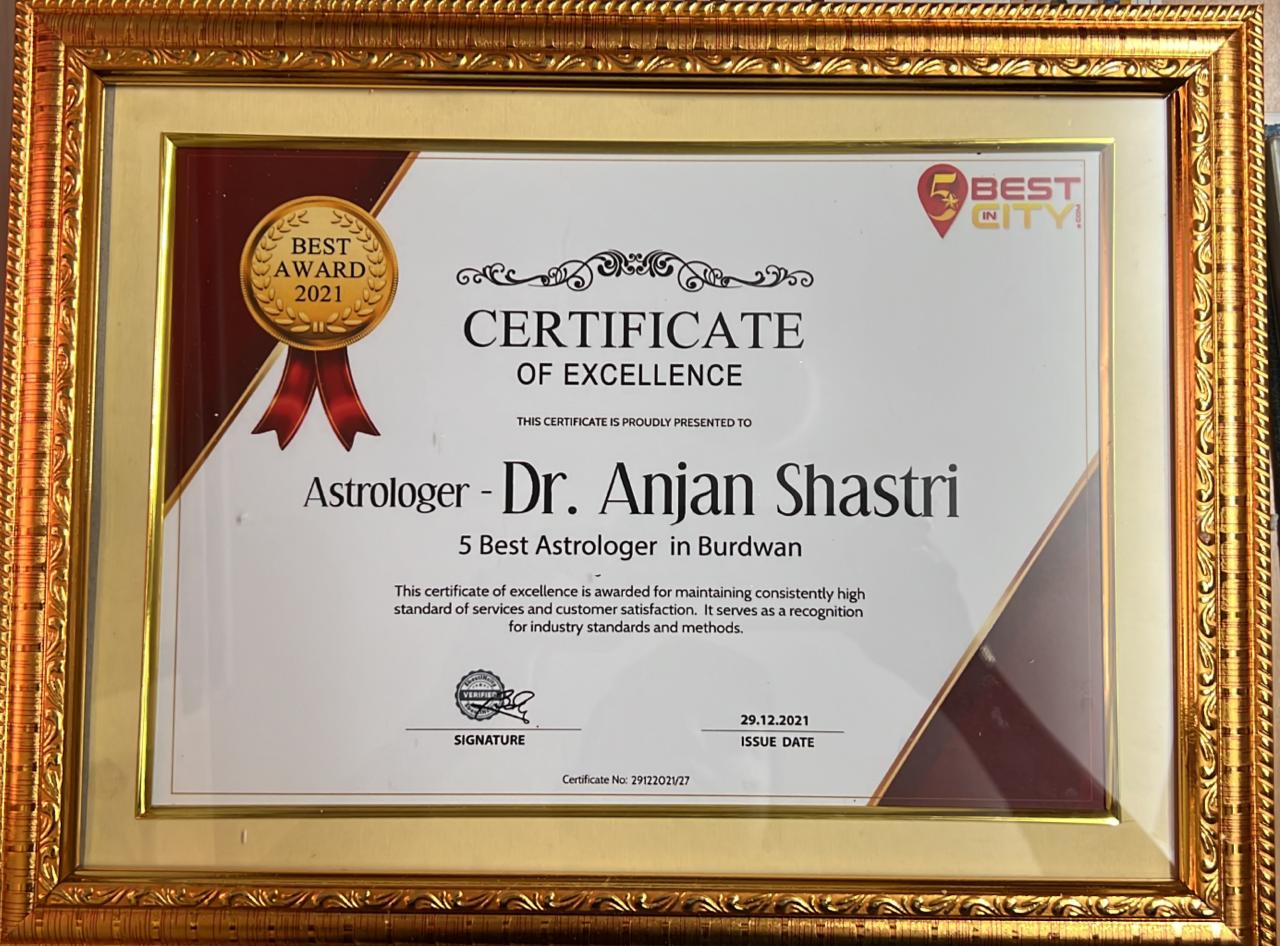 BEST
AWARD
2021
5 BEST
IN CITY.COM
CERTIFICATE
OF EXCELLENCE
THIS CERTIFICATE IS PROUDLY PRESENTED TO
Astrologer - Dr. Anjan Shastri
5 Best Astrologer in Burdwan
This certificate of excellence is awarded for maintaining consistently high
standard of services and customer satisfaction. It serves as a recognition
for industry standards and methods.
VERIFIED
SIGNATURE
29.12.2021
ISSUE DATE
Certificate No: 29122021/27